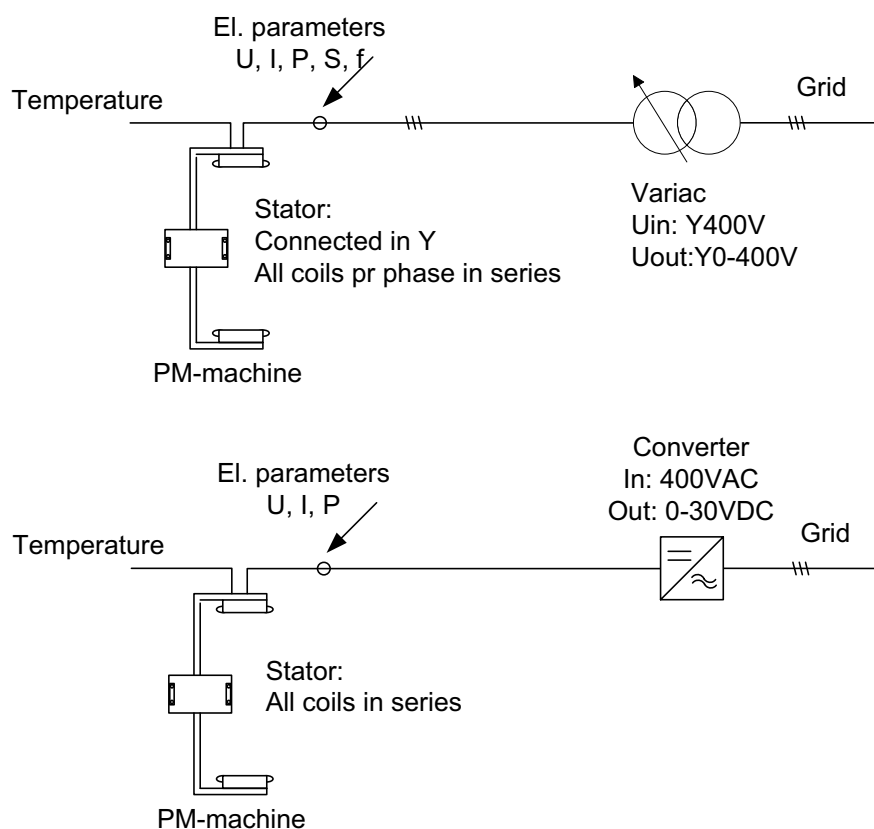 El. parameters
U, I, P, S, f
Temperature
Grid
Stator:
Connected in Y
All coils pr phase in series
Variac
Uin: Y400V
Uout:Y0-400V
PM-machine
Converter
In: 400VAC
Out: 0-30VDC
El. parameters
U, I, P
Temperature
Grid
Stator:
All coils in series
PM-machine